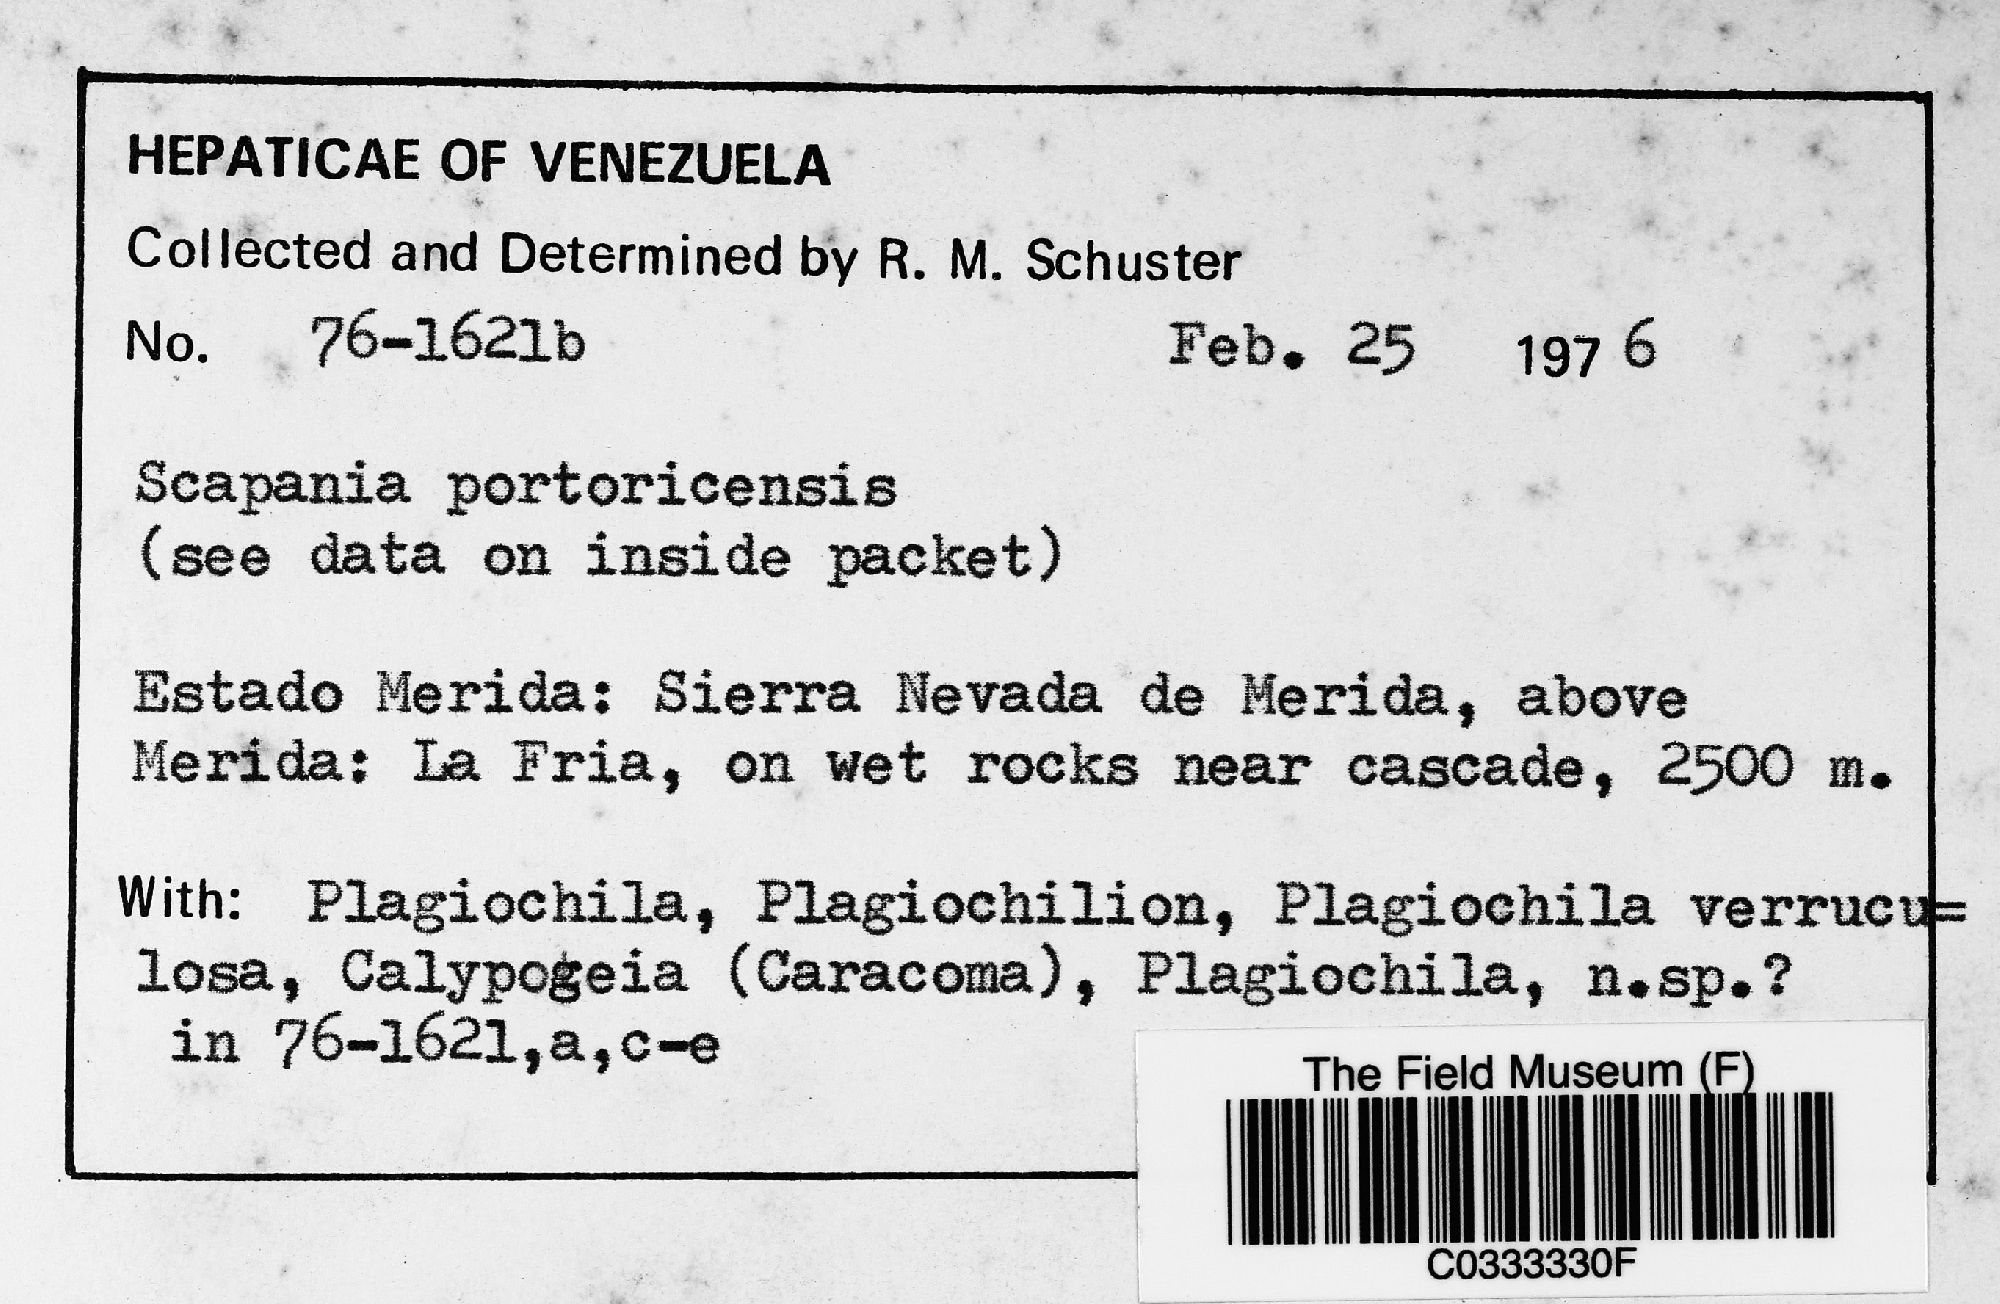 HEPATICAE OF VENEZUELA
Collected and Determined by R. M. Schuster
No. 76-1621b Feb. 25 1976
Scapania portoricensis
(see data on inside packet)
Estado Merida: Sierra Nevada de Merida, above
Merida: La Fria, on wet rocks near cascade, 2500 m.
With: Plagiochila, Plagiochilion, Plagiochila verrucu=
losa, Calypogeia (Caracoma), Plagiochila, n.sp.?
in 76-1621,a,c-e
The Field Museum (F)
C0333330F